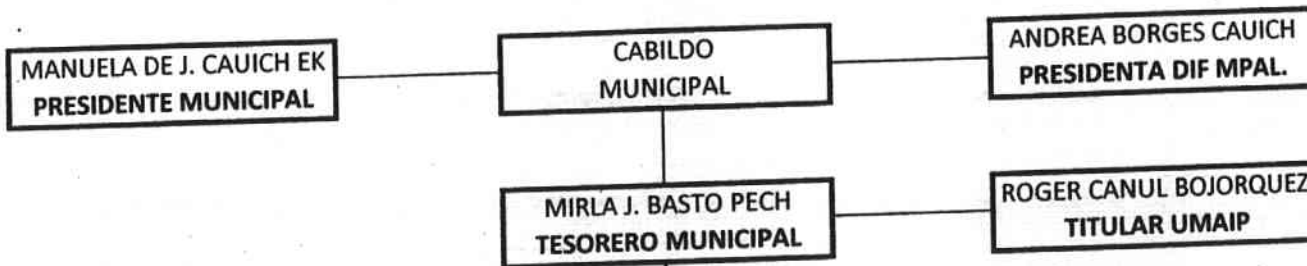 MANUELA DE J. CAUICH EK
PRESIDENTE MUNICIPAL
CABILDO
MUNICIPAL
ANDREA BORGES CAUICH
PRESIDENTA DIF MPAL.
MIRLA J. BASTO PECH
TESORERO MUNICIPAL
ROGER CANUL BOJORQUEZ
TITULAR UMAIP